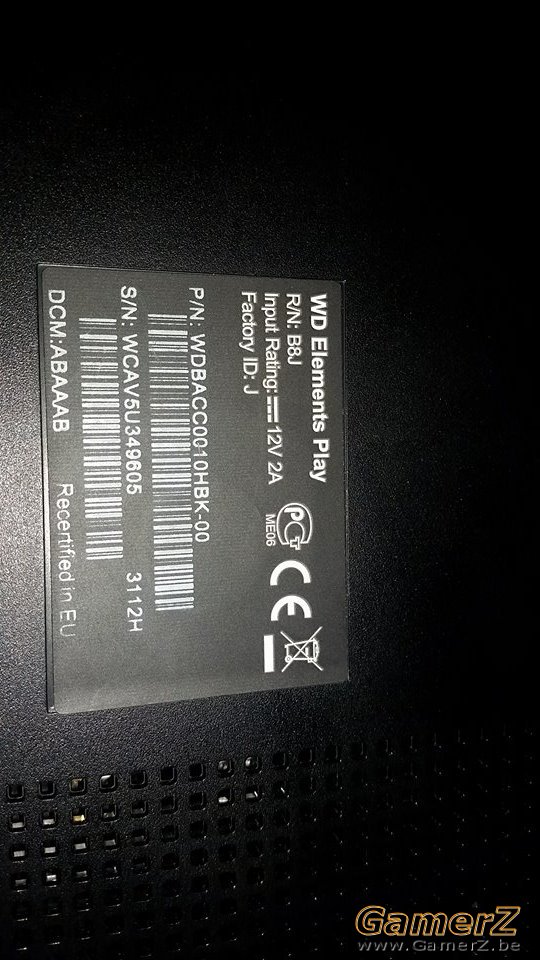 WD Elements Play
R/N: B8J
Input Rating: 12V 2A
Factory ID: J
ME06
P/N: WDBACC0010HBK-00
S/N: WCAV5U349605 3112H
DCM:ABAAAB Recertified in EU
GamerZ
www.GamerZ.be